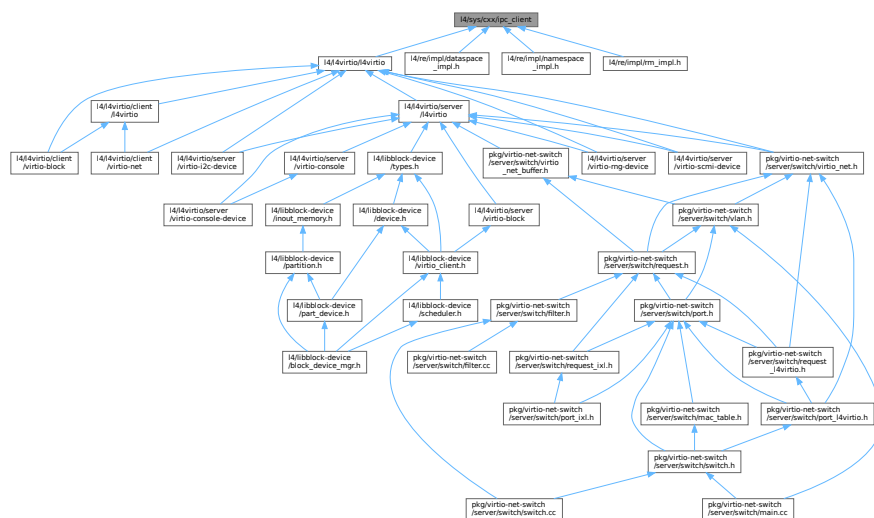 l4/sys/cxx/ipc_client
l4/l4virtio/l4virtio
l4/re/impl/dataspace
_impl.h
l4/re/impl/namespace
_impl.h
l4/re/impl/rm_impl.h
l4/l4virtio/client
/l4virtio
l4/l4virtio/server
/l4virtio
l4/l4virtio/client
/virtio-block
l4/l4virtio/client
/virtio-net
l4/l4virtio/server
/virtio-i2c-device
l4/l4virtio/server
/virtio-console
l4/libblock-device
/types.h
pkg/virtio-net-switch
/server/switch/virtio
_net_buffer.h
l4/l4virtio/server
/virtio-rng-device
l4/l4virtio/server
/virtio-scmi-device
pkg/virtio-net-switch
/server/switch/virtio_net.h
l4/l4virtio/server
/virtio-console-device
l4/libblock-device
/inout_memory.h
l4/libblock-device
/device.h
l4/l4virtio/server
/virtio-block
pkg/virtio-net-switch
/server/switch/vlan.h
l4/libblock-device
/partition.h
l4/libblock-device
/virtio_client.h
pkg/virtio-net-switch
/server/switch/request.h
l4/libblock-device
/part_device.h
l4/libblock-device
/scheduler.h
pkg/virtio-net-switch
/server/switch/filter.h
pkg/virtio-net-switch
/server/switch/port.h
l4/libblock-device
/block_device_mgr.h
pkg/virtio-net-switch
/server/switch/filter.cc
pkg/virtio-net-switch
/server/switch/request_ixl.h
pkg/virtio-net-switch
/server/switch/request
_l4virtio.h
pkg/virtio-net-switch
/server/switch/port_ixl.h
pkg/virtio-net-switch
/server/switch/mac_table.h
pkg/virtio-net-switch
/server/switch/port_l4virtio.h
pkg/virtio-net-switch
/server/switch/switch.h
pkg/virtio-net-switch
/server/switch/switch.cc
pkg/virtio-net-switch
/server/switch/main.cc